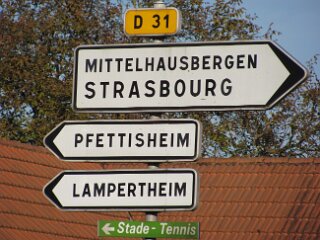 D 31
MITTELHAUSBERGEN
STRASBOURG
PFETTISHEIM
LAMPERTHEIM
Stade - Tennis